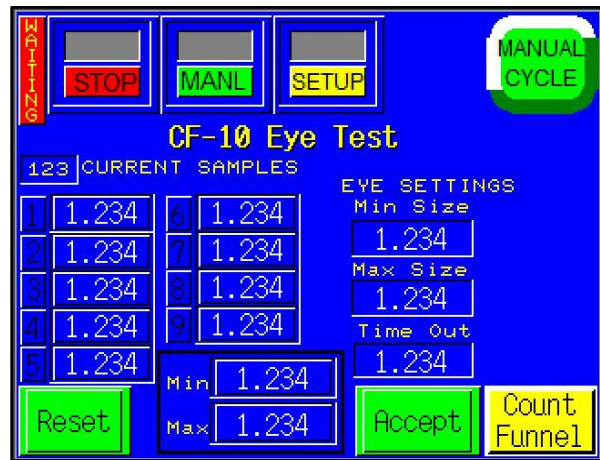 WAITING
STOP
MANL
SETUP
MANUAL
CYCLE
CF-10 Eye Test
123 CURRENT SAMPLES
1 1.234
2 1.234
3 1.234
4 1.234
5 1.234
6 1.234
7 1.234
8 1.234
9 1.234
EYE SETTINGS
Min Size
1.234
Max Size
1.234
Time Out
1.234
Min 1.234
Max 1.234
Reset
Accept
Count
Funnel